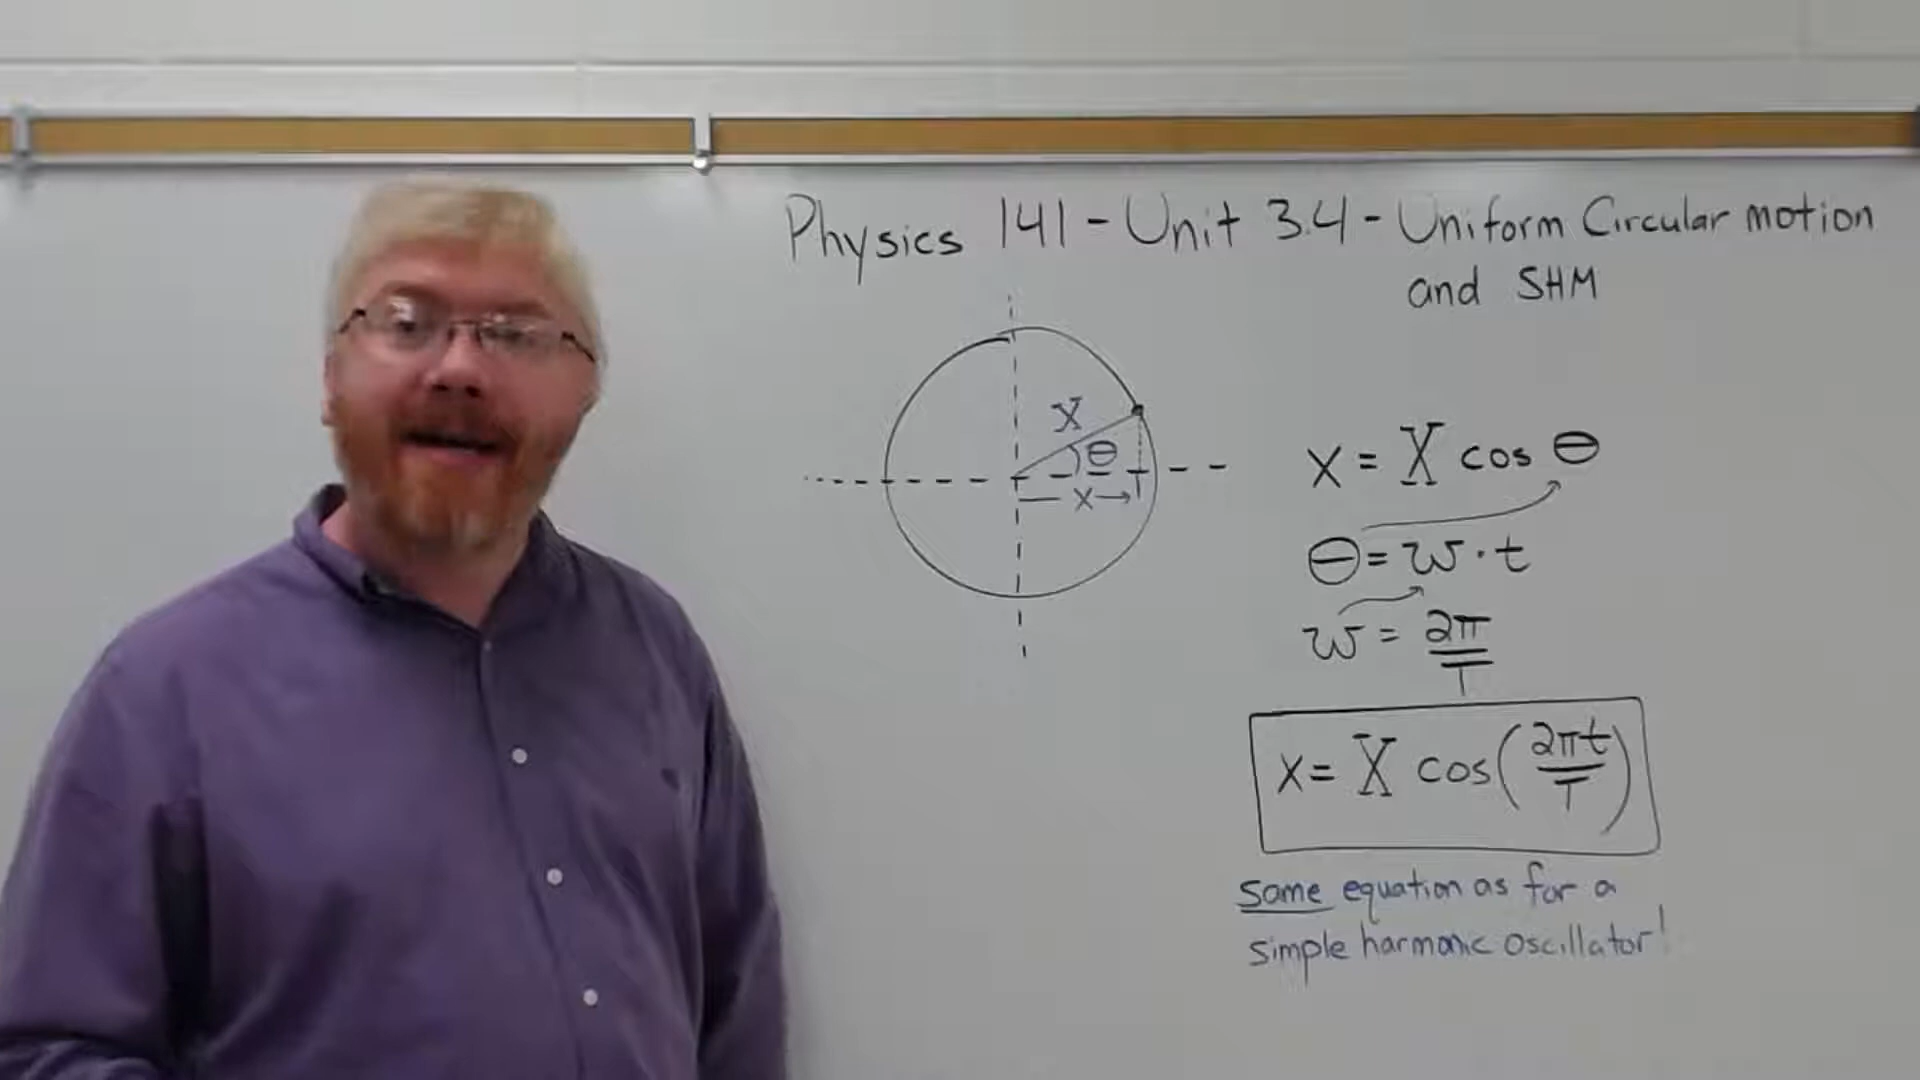 Physics 141 - Unit 3.4 - Uniform Circular motion
and SHM
X
θ
x
x = X cos θ
θ = w · t
w = 2π/T
x = X cos(2πt/T)
same equation as for a
simple harmonic oscillator!